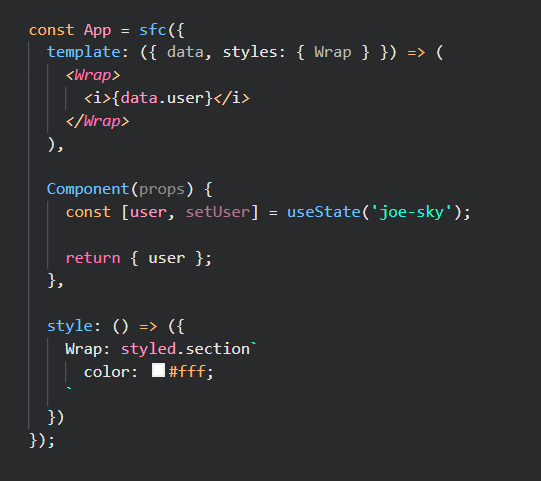 const App = sfc({
  template: ({ data, styles: { Wrap } }) => (
    <Wrap>
      <i>{data.user}</i>
    </Wrap>
  ),

  Component(props) {
    const [user, setUser] = useState('joe-sky');

    return { user };
  },

  style: () => ({
    Wrap: styled.section`
      color: #fff;
    `
  })
});